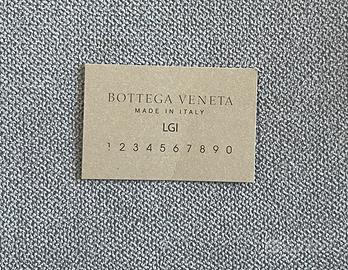 BOTTEGA VENETA
MADE IN ITALY
LGI
1 2 3 4 5 6 7 8 9 0